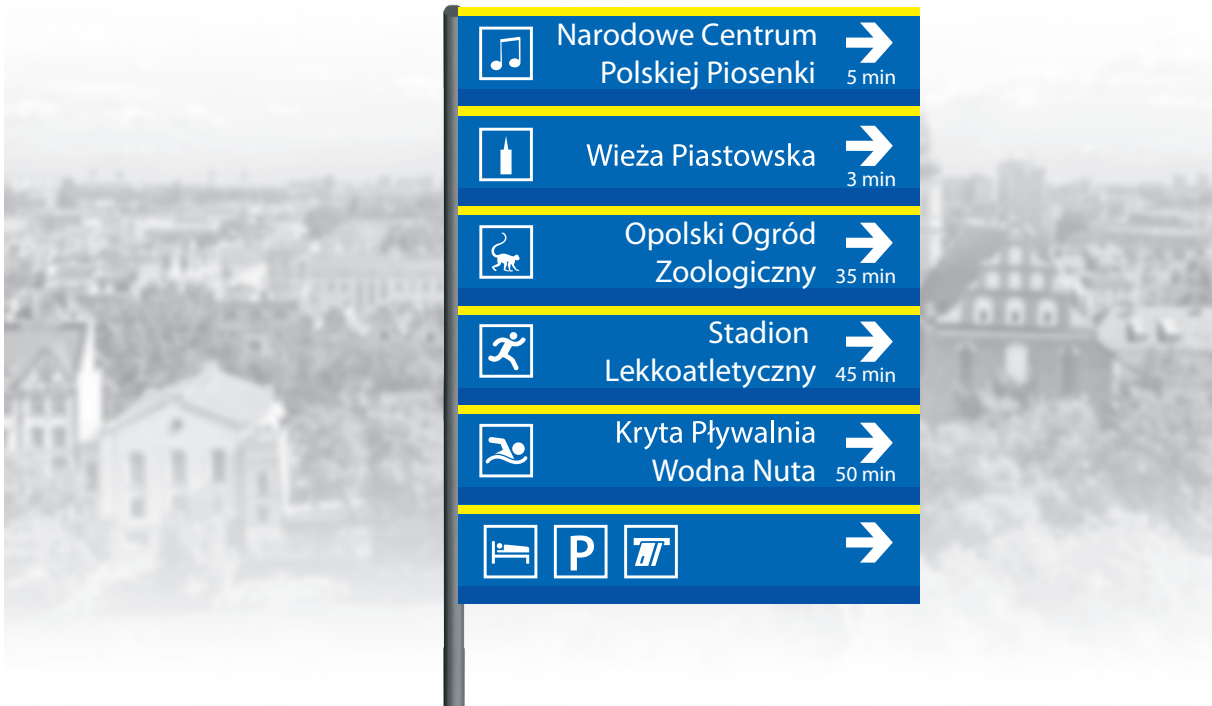 Narodowe Centrum
Polskiej Piosenki
5 min
Wieża Piastowska
3 min
Opolski Ogród
Zoologiczny
35 min
Stadion
Lekkoatletyczny
45 min
Kryta Pływalnia
Wodna Nuta
50 min
P